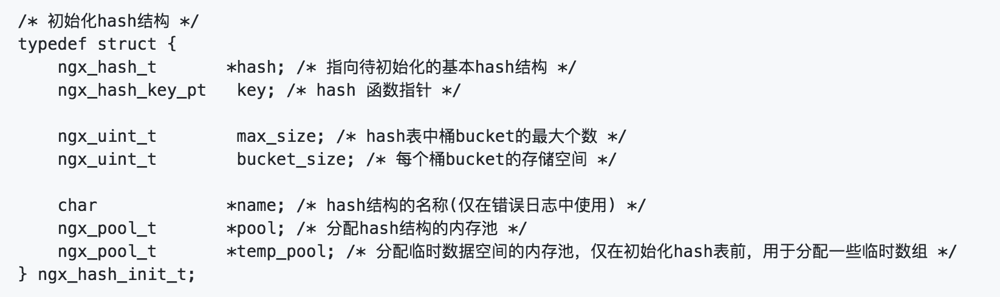 /* 初始化hash结构 */
typedef struct {
    ngx_hash_t       *hash; /* 指向待初始化的基本hash结构 */
    ngx_hash_key_pt   key; /* hash 函数指针 */

    ngx_uint_t        max_size; /* hash表中桶bucket的最大个数 */
    ngx_uint_t        bucket_size; /* 每个桶bucket的存储空间 */

    char             *name; /* hash结构的名称(仅在错误日志中使用) */
    ngx_pool_t       *pool; /* 分配hash结构的内存池 */
    ngx_pool_t       *temp_pool; /* 分配临时数据空间的内存池，仅在初始化hash表前，用于分配一些临时数组 */
} ngx_hash_init_t;